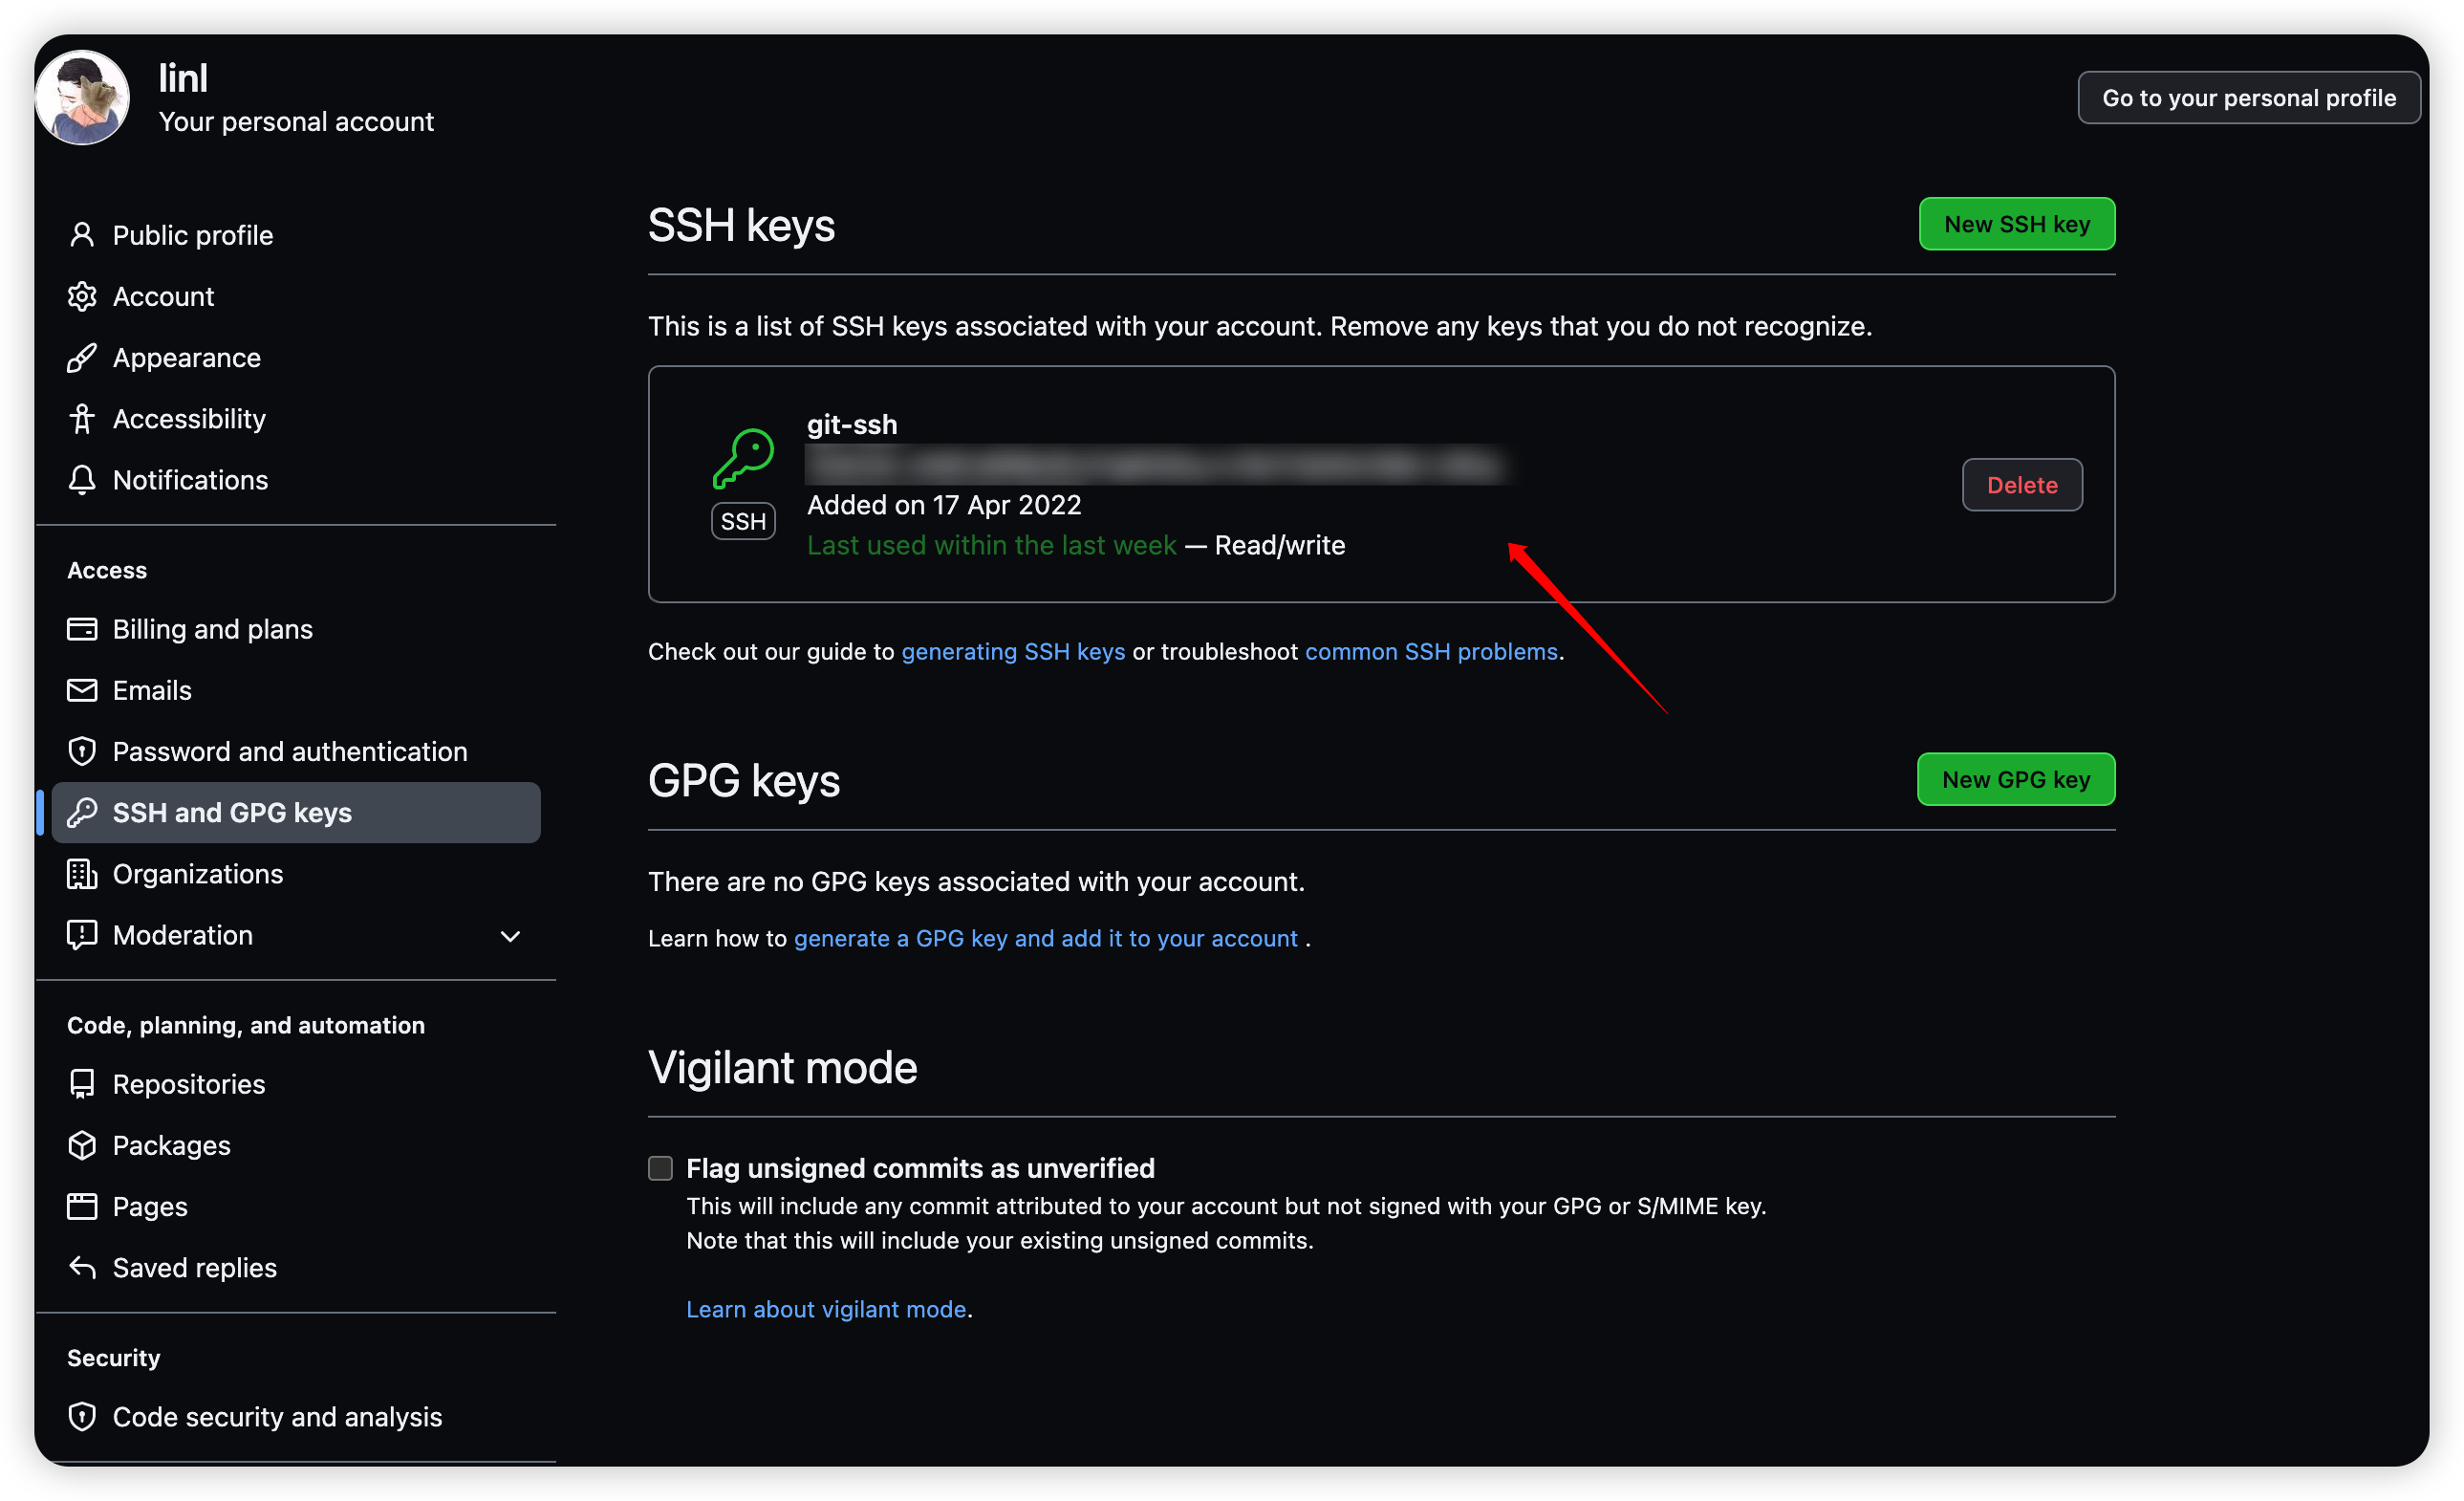 linl
Your personal account
Go to your personal profile
Public profile
Account
Appearance
Accessibility
Notifications
Access
Billing and plans
Emails
Password and authentication
SSH and GPG keys
Organizations
Moderation
Code, planning, and automation
Repositories
Packages
Pages
Saved replies
Security
Code security and analysis
SSH keys
New SSH key
This is a list of SSH keys associated with your account. Remove any keys that you do not recognize.
git-ssh
SSH
Added on 17 Apr 2022
Last used within the last week — Read/write
Delete
Check out our guide to generating SSH keys or troubleshoot common SSH problems.
GPG keys
New GPG key
There are no GPG keys associated with your account.
Learn how to generate a GPG key and add it to your account .
Vigilant mode
Flag unsigned commits as unverified
This will include any commit attributed to your account but not signed with your GPG or S/MIME key.
Note that this will include your existing unsigned commits.
Learn about vigilant mode.